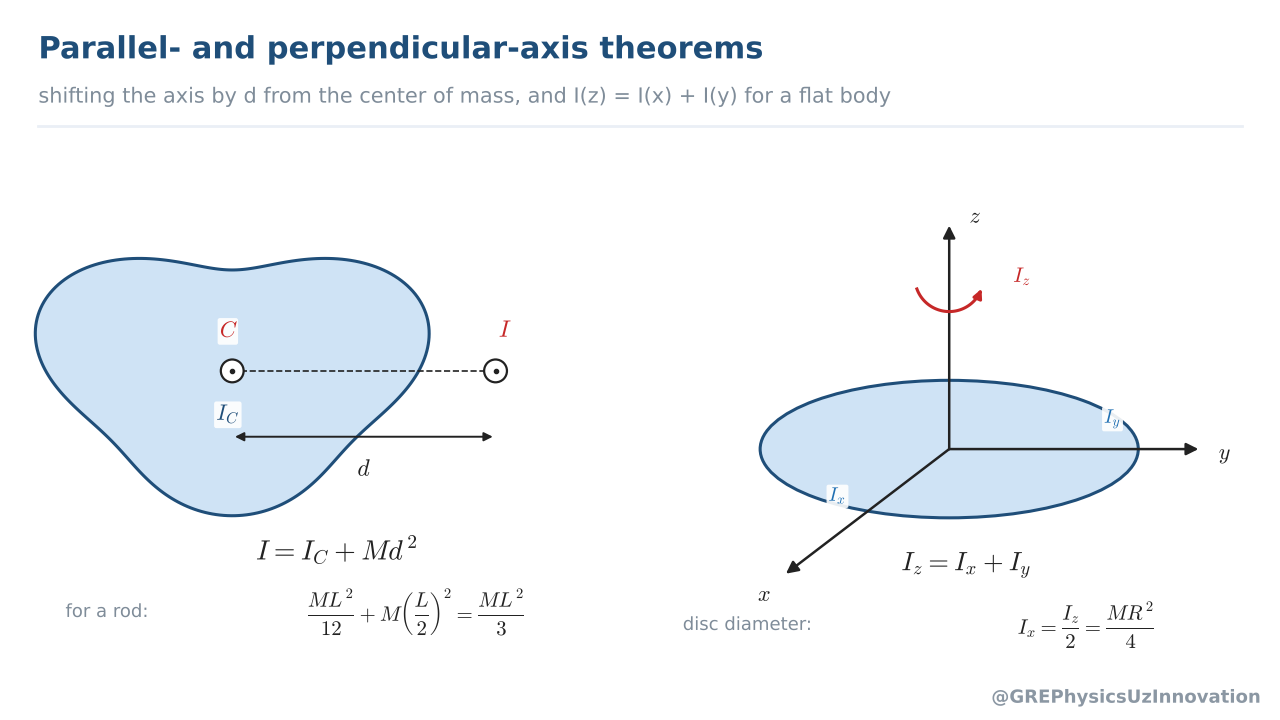 Parallel- and perpendicular-axis theorems
shifting the axis by d from the center of mass, and I(z) = I(x) + I(y) for a flat body
z
I_z
C
I
I_C
d
I_y
y
I_x
x
I = I_C + Md^2
I_z = I_x + I_y
for a rod:
ML^2/12 + M(L/2)^2 = ML^2/3
disc diameter:
I_x = I_z/2 = MR^2/4
@GREPhysicsUzInnovation